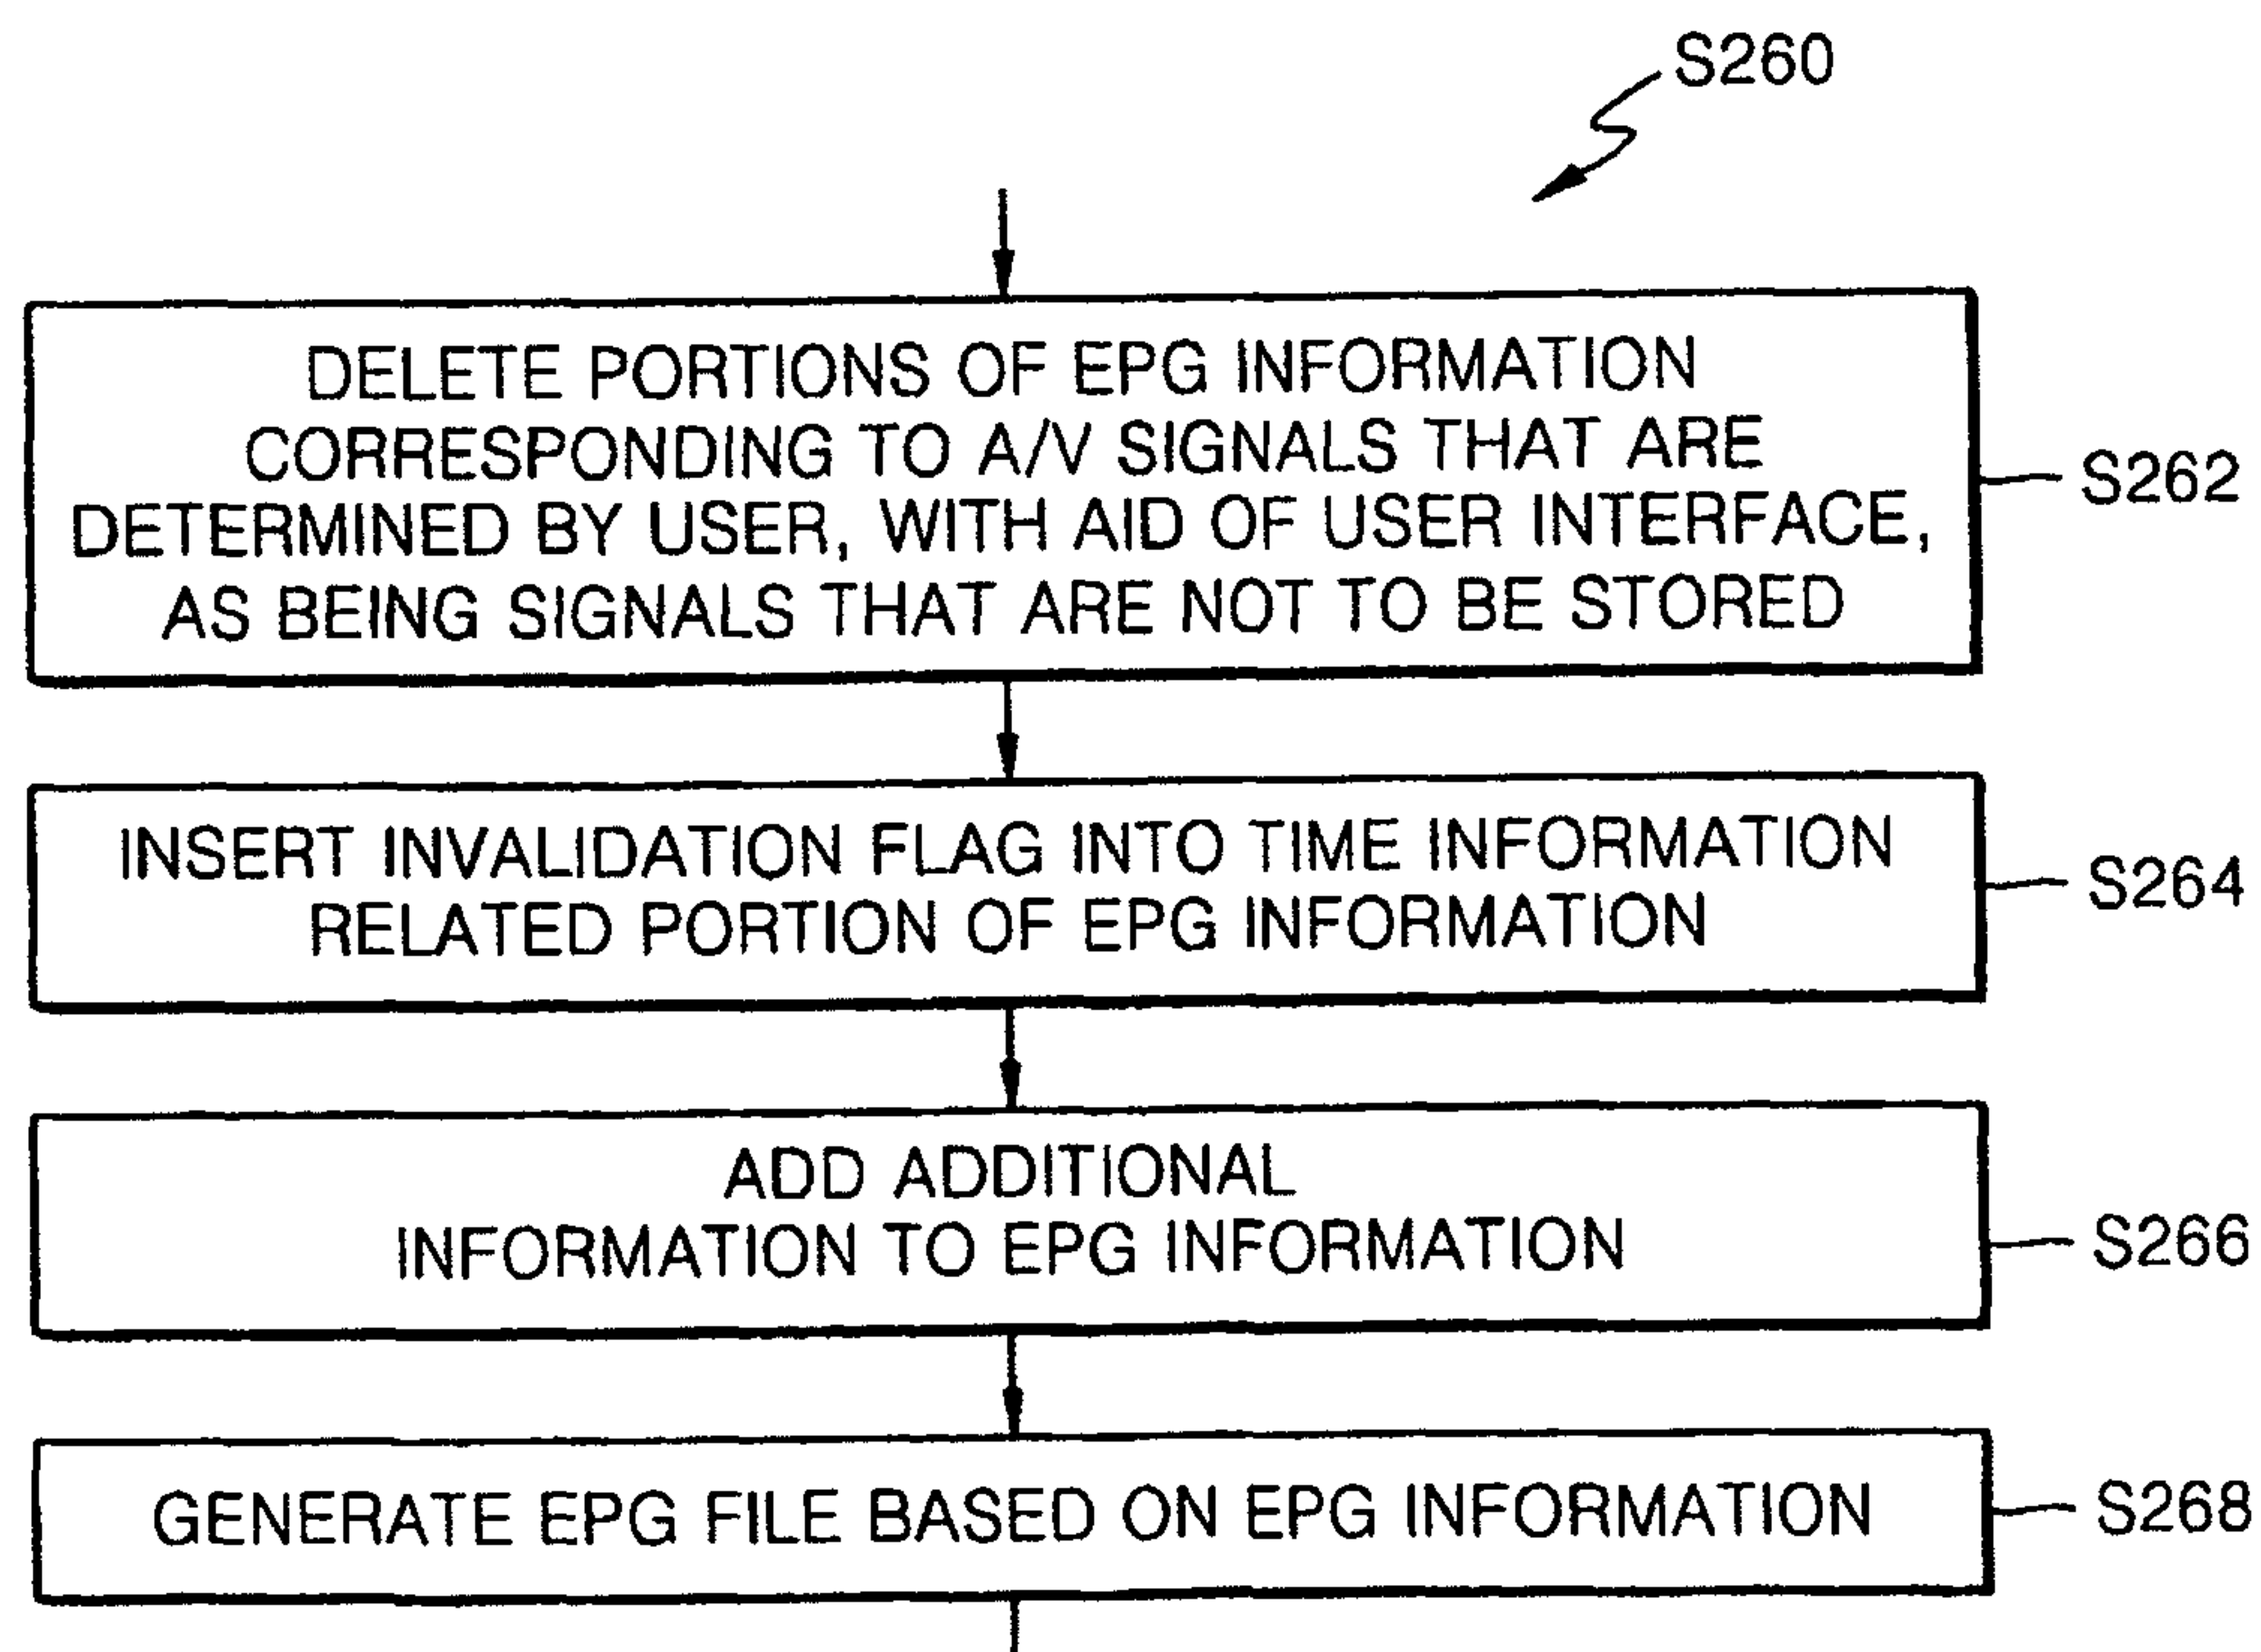 S260
DELETE PORTIONS OF EPG INFORMATION
CORRESPONDING TO A/V SIGNALS THAT ARE
DETERMINED BY USER, WITH AID OF USER INTERFACE,
AS BEING SIGNALS THAT ARE NOT TO BE STORED
S262
INSERT INVALIDATION FLAG INTO TIME INFORMATION
RELATED PORTION OF EPG INFORMATION
S264
ADD ADDITIONAL
INFORMATION TO EPG INFORMATION
S266
GENERATE EPG FILE BASED ON EPG INFORMATION
S268